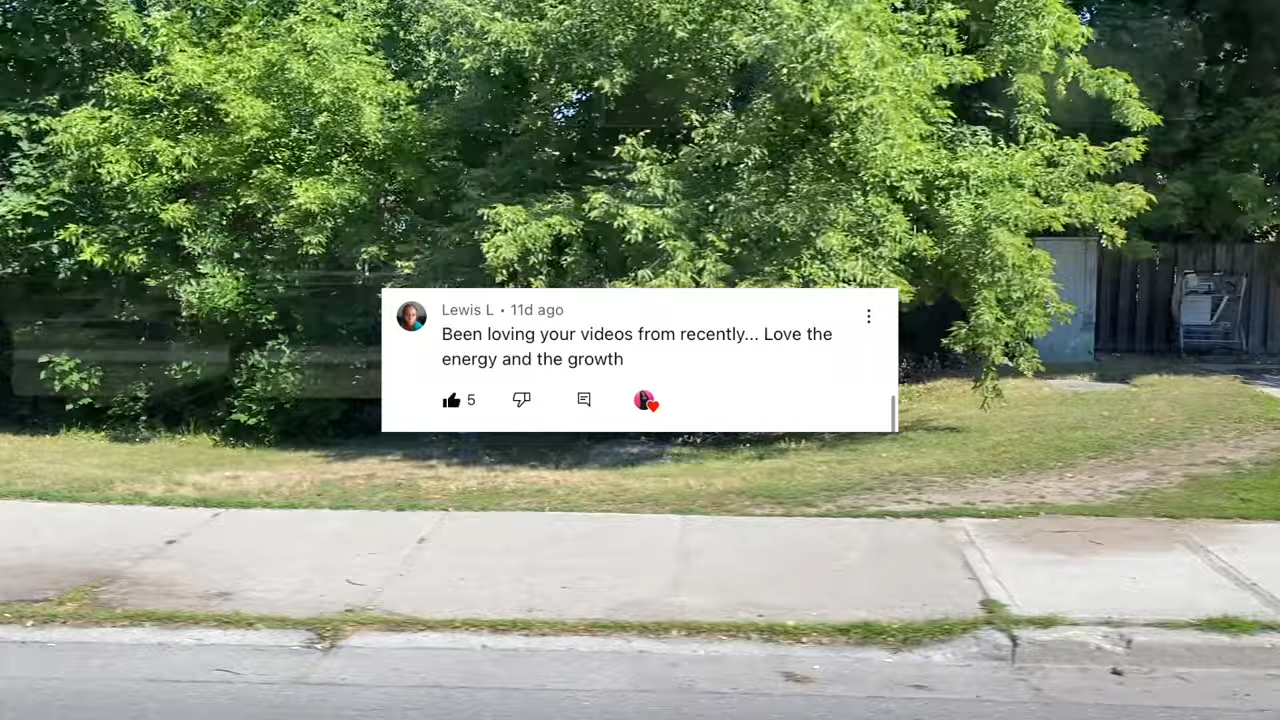 Lewis L • 11d ago
Been loving your videos from recently... Love the
energy and the growth
5